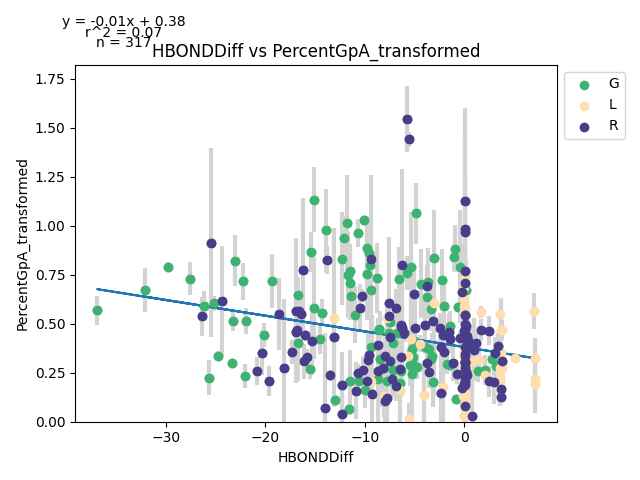 y = -0.01x + 0.38
r^2 = 0.07
n = 317
HBONDDiff vs PercentGpA_transformed
PercentGpA_transformed
1.75
1.50
1.25
1.00
0.75
0.50
0.25
0.00
−30
−20
−10
0
HBONDDiff
G
L
R